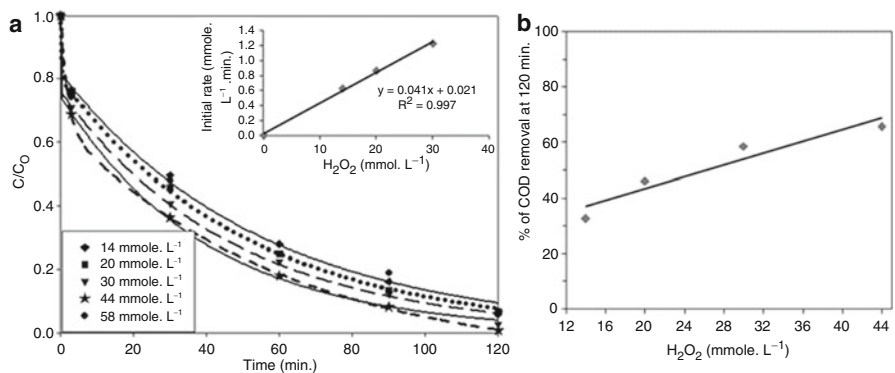 a
C/C_O
1.0
0.8
0.6
0.4
0.2
0.0
0
20
40
60
80
100
120
Time (min.)
14 mmole. L⁻¹
20 mmole. L⁻¹
30 mmole. L⁻¹
44 mmole. L⁻¹
58 mmole. L⁻¹
Initial rate (mmole.
L⁻¹ .min.)
1.4
1.2
1.0
0.8
0.6
0.4
0.2
0.0
y = 0.041x + 0.021
R² = 0.997
0
10
20
30
40
H₂O₂ (mmol. L⁻¹)
b
% of COD removal at 120 min.
100
80
60
40
20
0
12
16
20
24
28
32
36
40
44
H₂O₂ (mmole. L⁻¹)